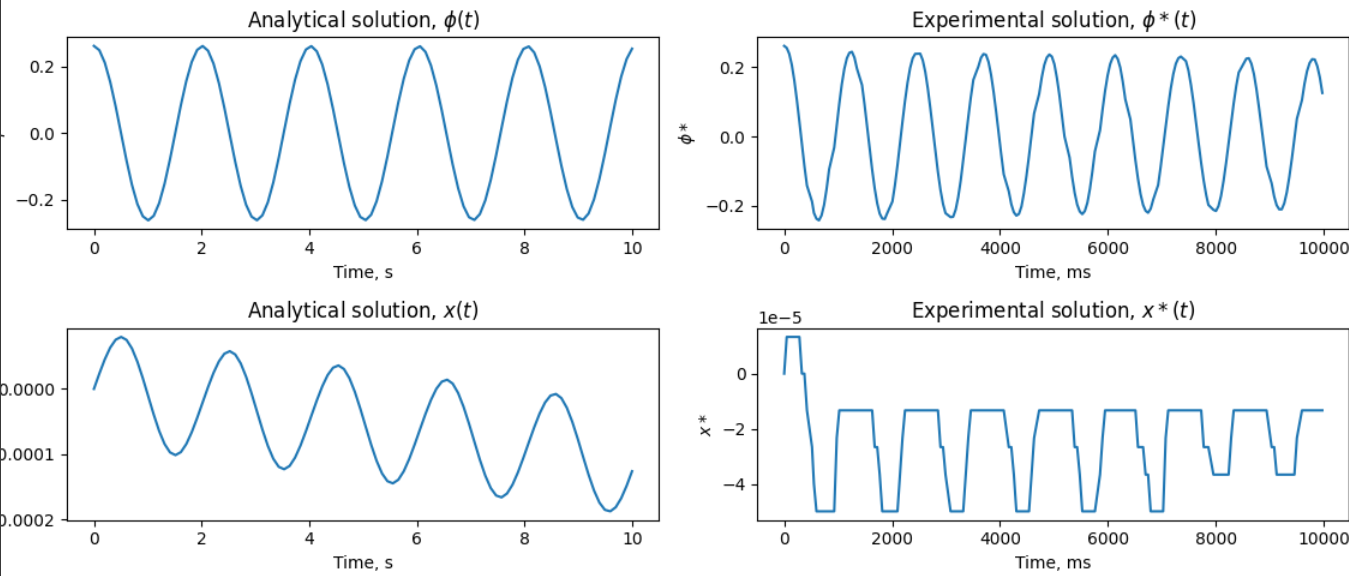 Analytical solution, ϕ(t)
0.2
0.0
−0.2
0 2 4 6 8 10
Time, s
Experimental solution, ϕ*(t)
ϕ*
0.2
0.0
−0.2
0 2000 4000 6000 8000 10000
Time, ms
Analytical solution, x(t)
0.0000
0.0001
0.0002
0 2 4 6 8 10
Time, s
Experimental solution, x*(t)
1e−5
x*
0
−2
−4
0 2000 4000 6000 8000 10000
Time, ms